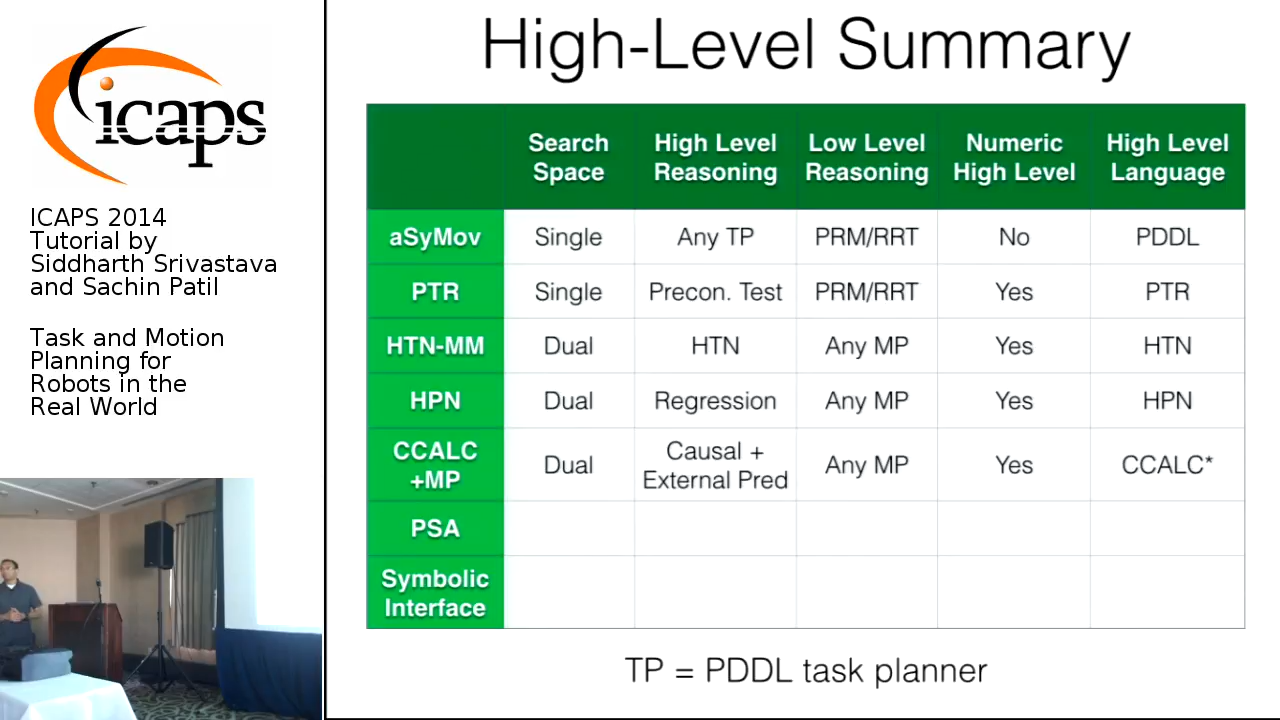 icaps
ICAPS 2014
Tutorial by
Siddharth Srivastava
and Sachin Patil
Task and Motion
Planning for
Robots in the
Real World
High-Level Summary
Search Space High Level Reasoning Low Level Reasoning Numeric High Level High Level Language
aSyMov Single Any TP PRM/RRT No PDDL
PTR Single Precon. Test PRM/RRT Yes PTR
HTN-MM Dual HTN Any MP Yes HTN
HPN Dual Regression Any MP Yes HPN
CCALC +MP Dual Causal + External Pred Any MP Yes CCALC*
PSA
Symbolic Interface
TP = PDDL task planner